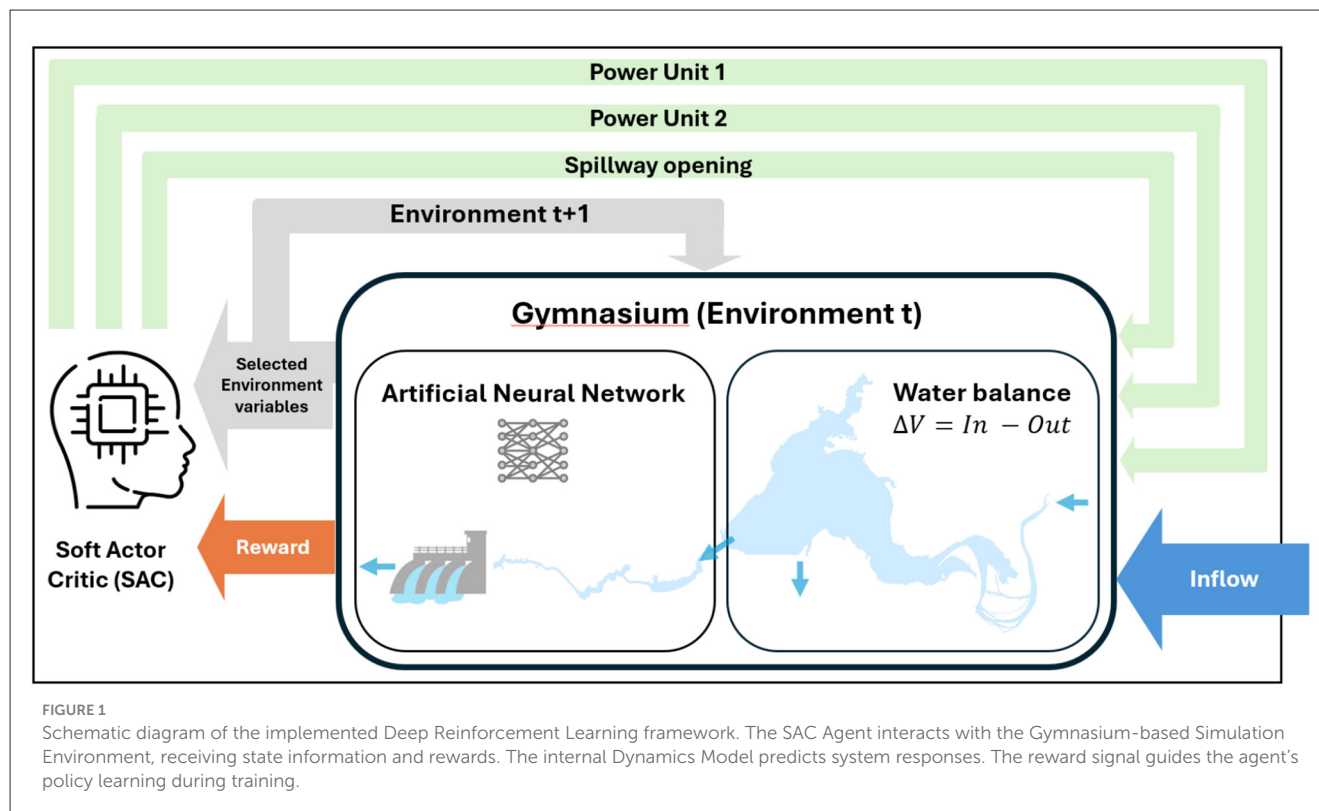 Power Unit 1
Power Unit 2
Spillway opening
Environment t+1
Gymnasium (Environment t)
Selected
Environment
variables
Artificial Neural Network
Water balance
ΔV = In − Out
Soft Actor
Critic (SAC)
Reward
Inflow
FIGURE 1
Schematic diagram of the implemented Deep Reinforcement Learning framework. The SAC Agent interacts with the Gymnasium-based Simulation
Environment, receiving state information and rewards. The internal Dynamics Model predicts system responses. The reward signal guides the agent's
policy learning during training.